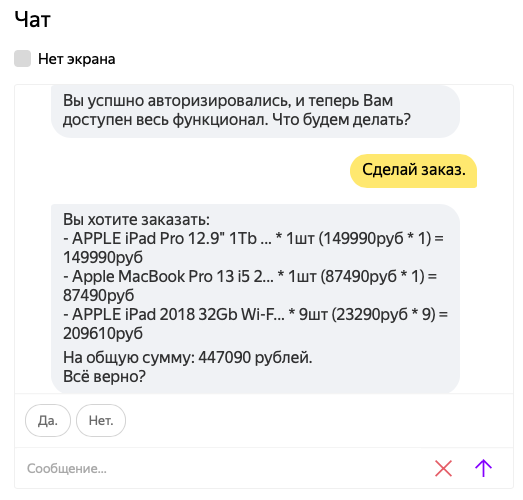 Чат
Нет экрана
Вы успшно авторизировались, и теперь Вам
доступен весь функционал. Что будем делать?
Сделай заказ.
Вы хотите заказать:
- APPLE iPad Pro 12.9" 1Tb ... * 1шт (149990руб * 1) =
149990руб
- Apple MacBook Pro 13 i5 2... * 1шт (87490руб * 1) =
87490руб
- APPLE iPad 2018 32Gb Wi-F... * 9шт (23290руб * 9) =
209610руб
На общую сумму: 447090 рублей.
Всё верно?
Да.
Нет.
Сообщение...